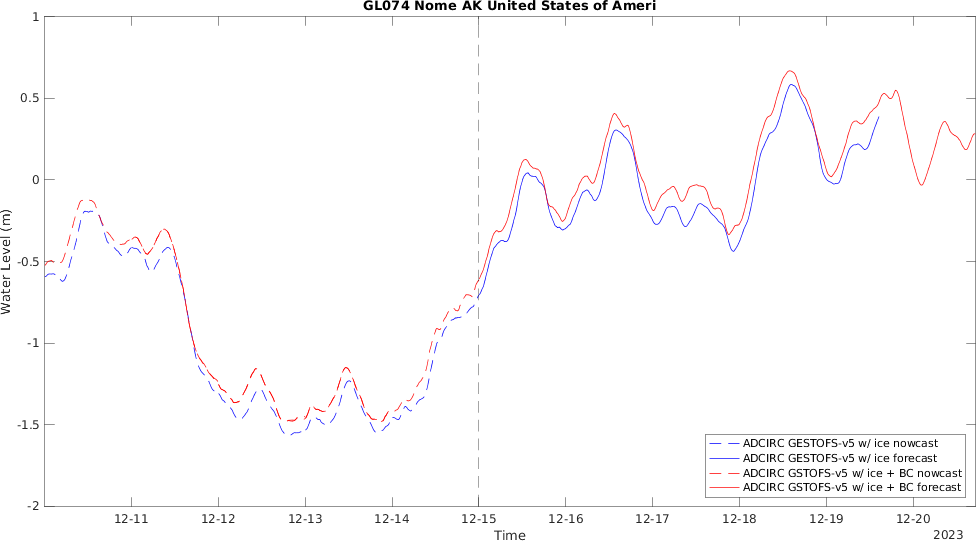 GL074 Nome AK United States of Ameri
1
0.5
0
-0.5
-1
-1.5
-2
Water Level (m)
12-11 12-12 12-13 12-14 12-15 12-16 12-17 12-18 12-19 12-20
Time
2023
ADCIRC GESTOFS-v5 w/ ice nowcast
ADCIRC GESTOFS-v5 w/ ice forecast
ADCIRC GSTOFS-v5 w/ ice + BC nowcast
ADCIRC GSTOFS-v5 w/ ice + BC forecast